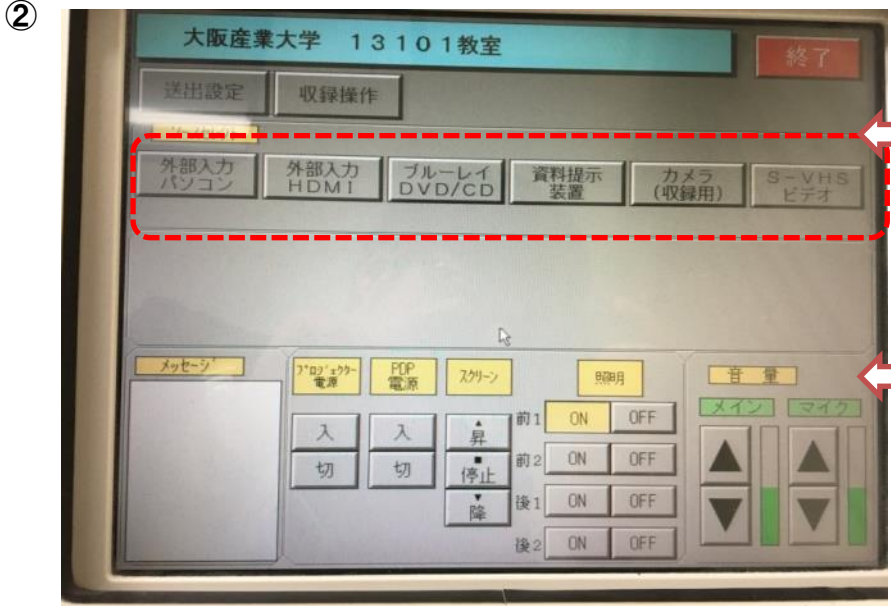 ②
大阪産業大学 13101教室
終了
送出設定 収録操作
外部入力
パソコン
外部入力
HDMI
ブルーレイ
DVD/CD
資料提示
装置
カメラ
(収録用)
S-VHS
ビデオ
メッセージ
プロジェクター
電源
PDP
電源
スクリーン
照明
音量
メイン マイク
入 入
切 切
▲
昇
■
停止
▼
降
前1 ON OFF
前2 ON OFF
後1 ON OFF
後2 ON OFF